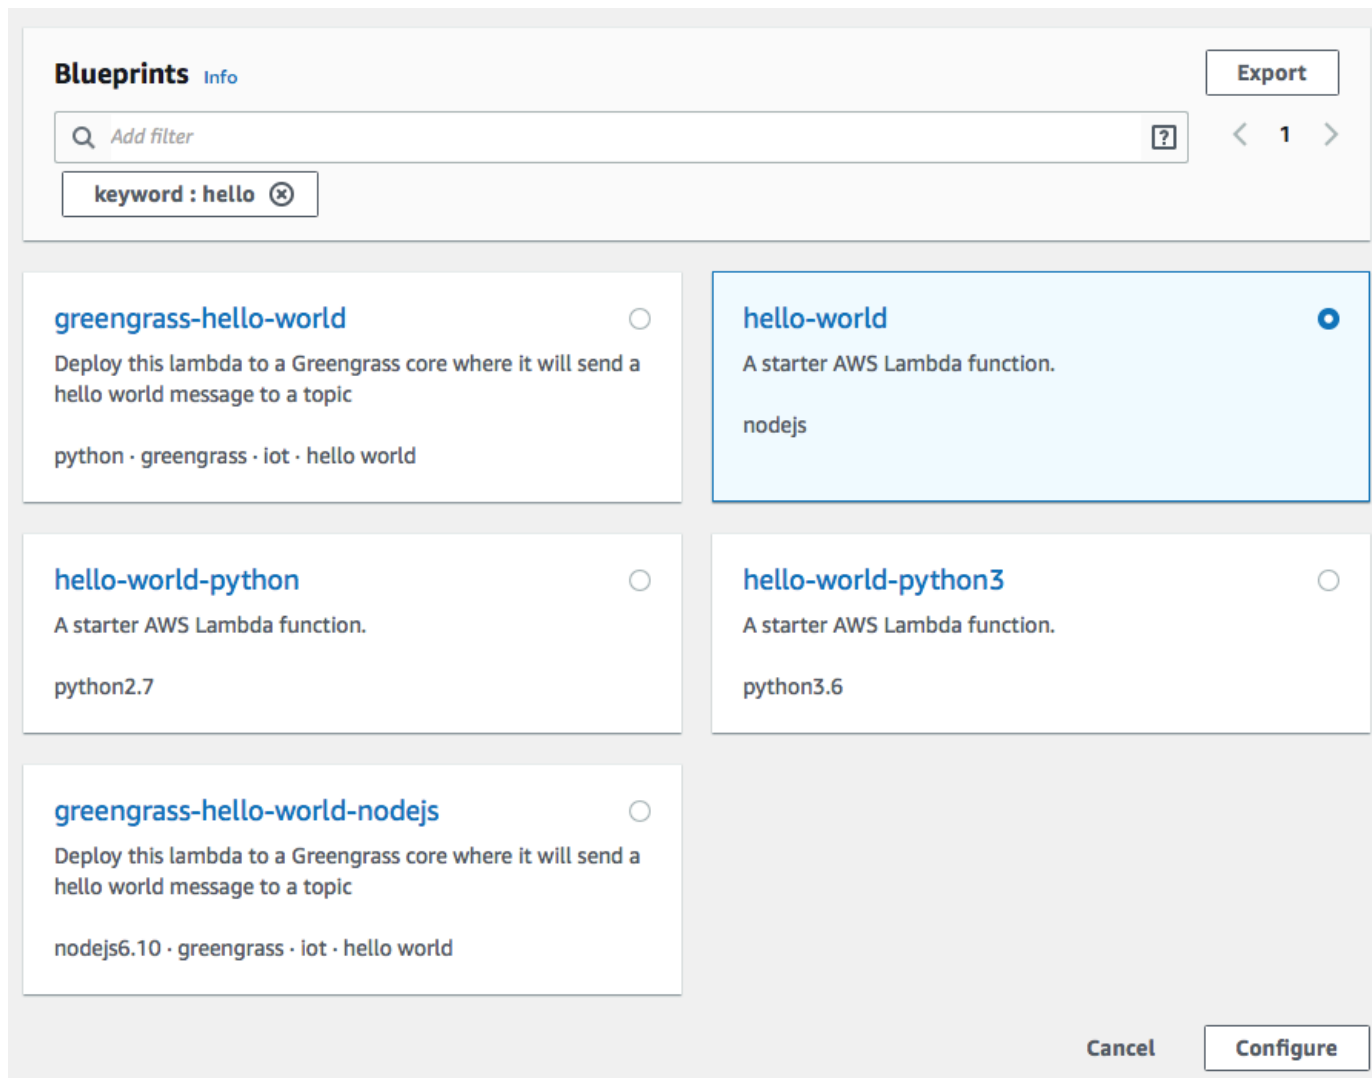 Blueprints Info
Export
Add filter
?
1
keyword : hello
greengrass-hello-world
Deploy this lambda to a Greengrass core where it will send a
hello world message to a topic
python · greengrass · iot · hello world
hello-world
A starter AWS Lambda function.
nodejs
hello-world-python
A starter AWS Lambda function.
python2.7
hello-world-python3
A starter AWS Lambda function.
python3.6
greengrass-hello-world-nodejs
Deploy this lambda to a Greengrass core where it will send a
hello world message to a topic
nodejs6.10 · greengrass · iot · hello world
Cancel
Configure